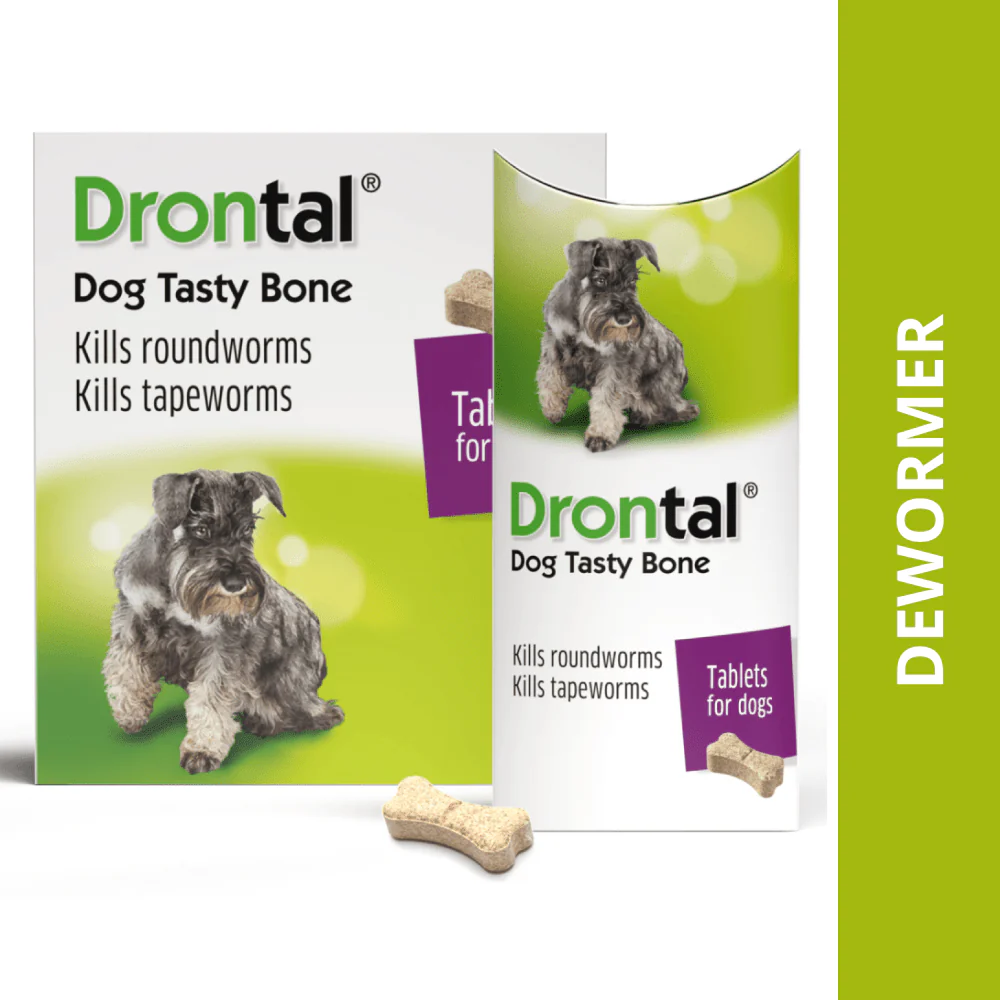 Drontal®
Dog Tasty Bone
Kills roundworms
Kills tapeworms
for
Drontal®
Dog Tasty Bone
Kills roundworms
Kills tapeworms
Tablets
for dogs
DEWORMER